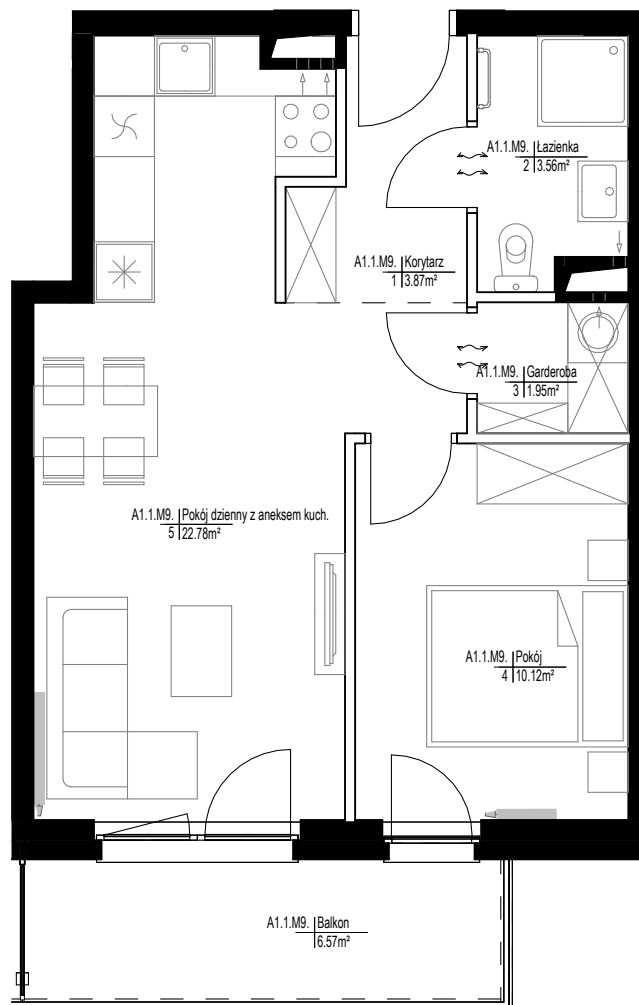 A1.1.M9. Łazienka
2 3.56m²
A1.1.M9. Korytarz
1 3.87m²
A1.1.M9. Garderoba
3 1.95m²
A1.1.M9. Pokój dzienny z aneksem kuch.
5 22.78m²
A1.1.M9. Pokój
4 10.12m²
A1.1.M9. Balkon
6.57m²